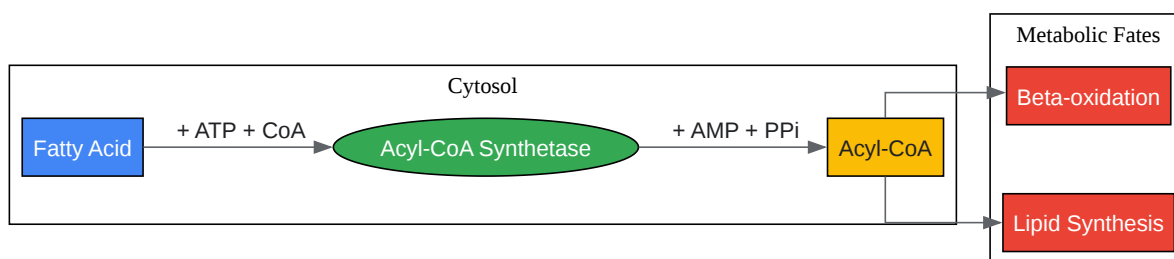 Metabolic Fates
Cytosol
Beta-oxidation
Fatty Acid
+ ATP + CoA
Acyl-CoA Synthetase
+ AMP + PPi
Acyl-CoA
Lipid Synthesis